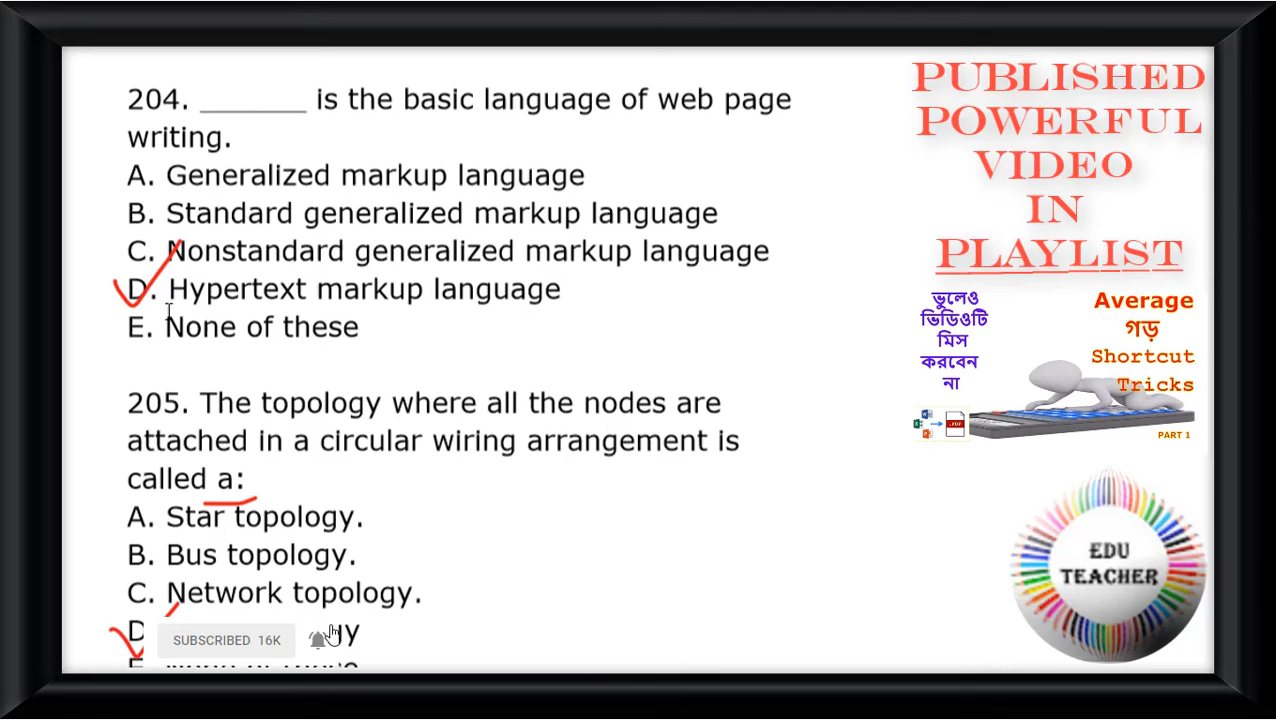 204. _______ is the basic language of web page
writing.
A. Generalized markup language
B. Standard generalized markup language
C. Nonstandard generalized markup language
D. Hypertext markup language
E. None of these
205. The topology where all the nodes are
attached in a circular wiring arrangement is
called a:
A. Star topology.
B. Bus topology.
C. Network topology.
D
SUBSCRIBED 16K
PUBLISHED
POWERFUL
VIDEO
IN
PLAYLIST
ভুলেও
ভিডিওটি
মিস
করবেন
না
Average
গড়
Shortcut
Tricks
PART 1
PDF
EDU
TEACHER